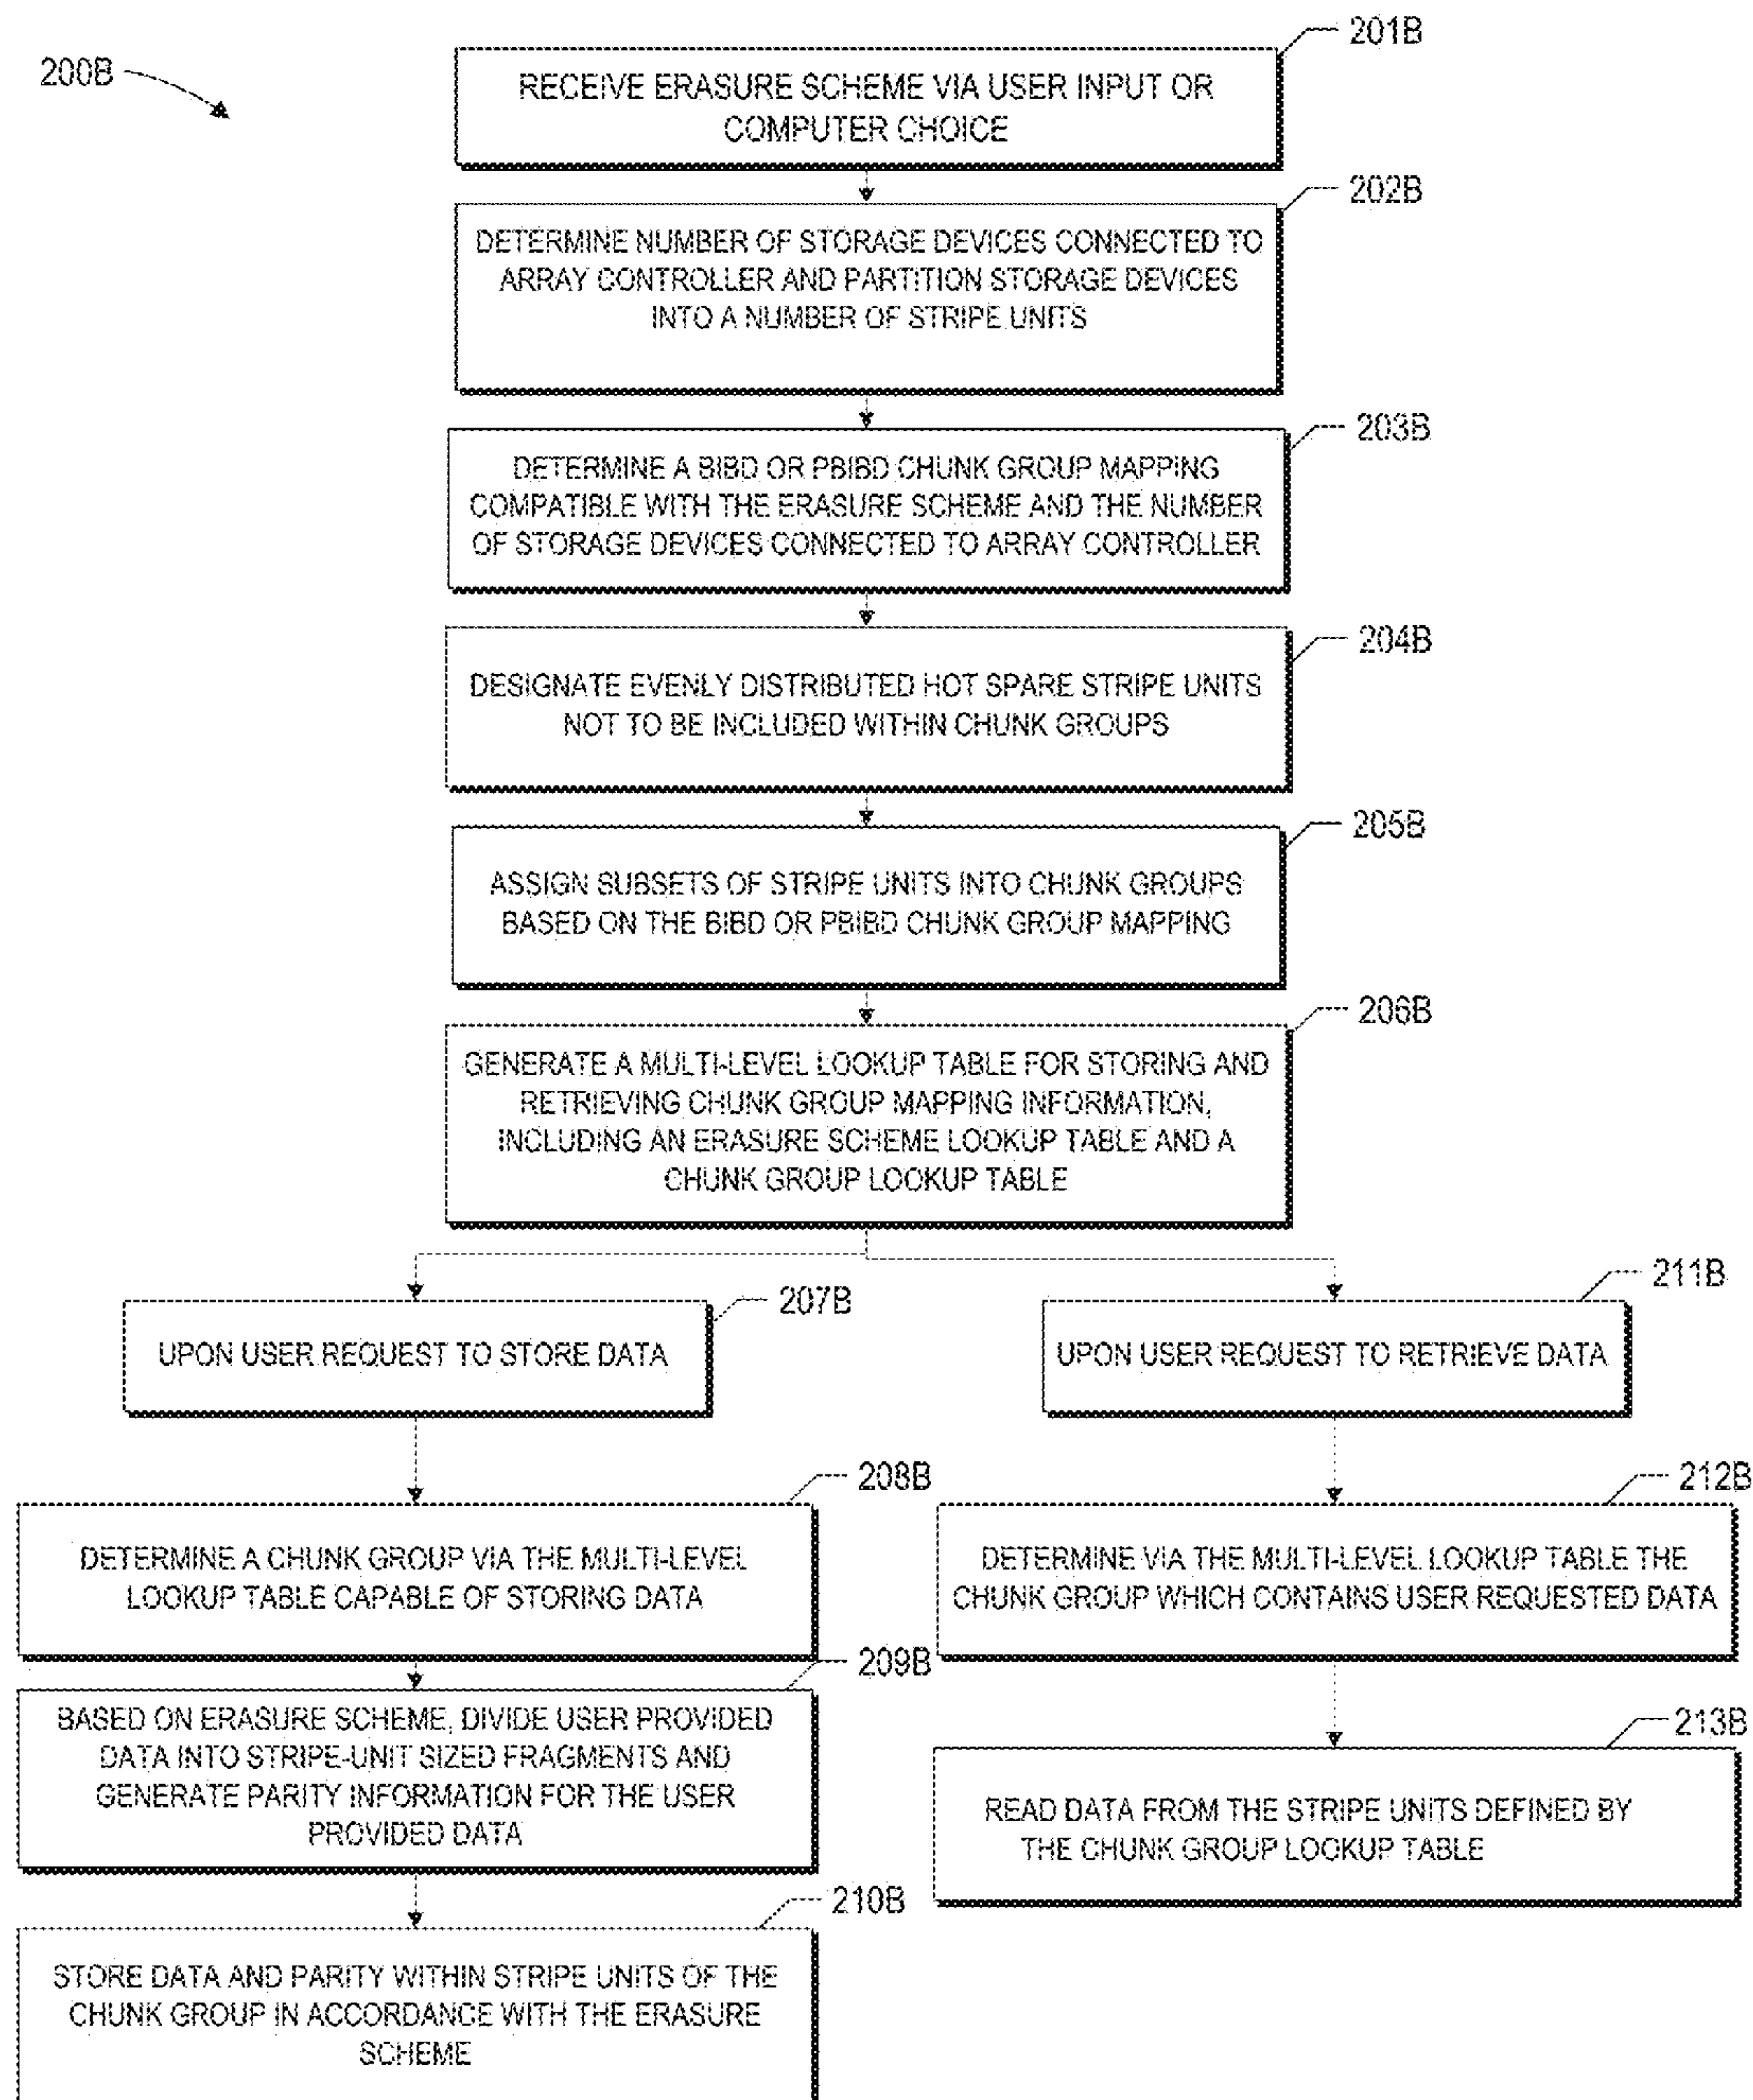 200B
201B
RECEIVE ERASURE SCHEME VIA USER INPUT OR
COMPUTER CHOICE
202B
DETERMINE NUMBER OF STORAGE DEVICES CONNECTED TO
ARRAY CONTROLLER AND PARTITION STORAGE DEVICES
INTO A NUMBER OF STRIPE UNITS
203B
DETERMINE A BIBD OR PBIBD CHUNK GROUP MAPPING
COMPATIBLE WITH THE ERASURE SCHEME AND THE NUMBER
OF STORAGE DEVICES CONNECTED TO ARRAY CONTROLLER
204B
DESIGNATE EVENLY DISTRIBUTED HOT SPARE STRIPE UNITS
NOT TO BE INCLUDED WITHIN CHUNK GROUPS
205B
ASSIGN SUBSETS OF STRIPE UNITS INTO CHUNK GROUPS
BASED ON THE BIBD OR PBIBD CHUNK GROUP MAPPING
206B
GENERATE A MULTI-LEVEL LOOKUP TABLE FOR STORING AND
RETRIEVING CHUNK GROUP MAPPING INFORMATION,
INCLUDING AN ERASURE SCHEME LOOKUP TABLE AND A
CHUNK GROUP LOOKUP TABLE
207B
UPON USER REQUEST TO STORE DATA
208B
DETERMINE A CHUNK GROUP VIA THE MULTI-LEVEL
LOOKUP TABLE CAPABLE OF STORING DATA
209B
BASED ON ERASURE SCHEME, DIVIDE USER PROVIDED
DATA INTO STRIPE-UNIT SIZED FRAGMENTS AND
GENERATE PARITY INFORMATION FOR THE USER
PROVIDED DATA
210B
STORE DATA AND PARITY WITHIN STRIPE UNITS OF THE
CHUNK GROUP IN ACCORDANCE WITH THE ERASURE
SCHEME
211B
UPON USER REQUEST TO RETRIEVE DATA
212B
DETERMINE VIA THE MULTI-LEVEL LOOKUP TABLE THE
CHUNK GROUP WHICH CONTAINS USER REQUESTED DATA
213B
READ DATA FROM THE STRIPE UNITS DEFINED BY
THE CHUNK GROUP LOOKUP TABLE